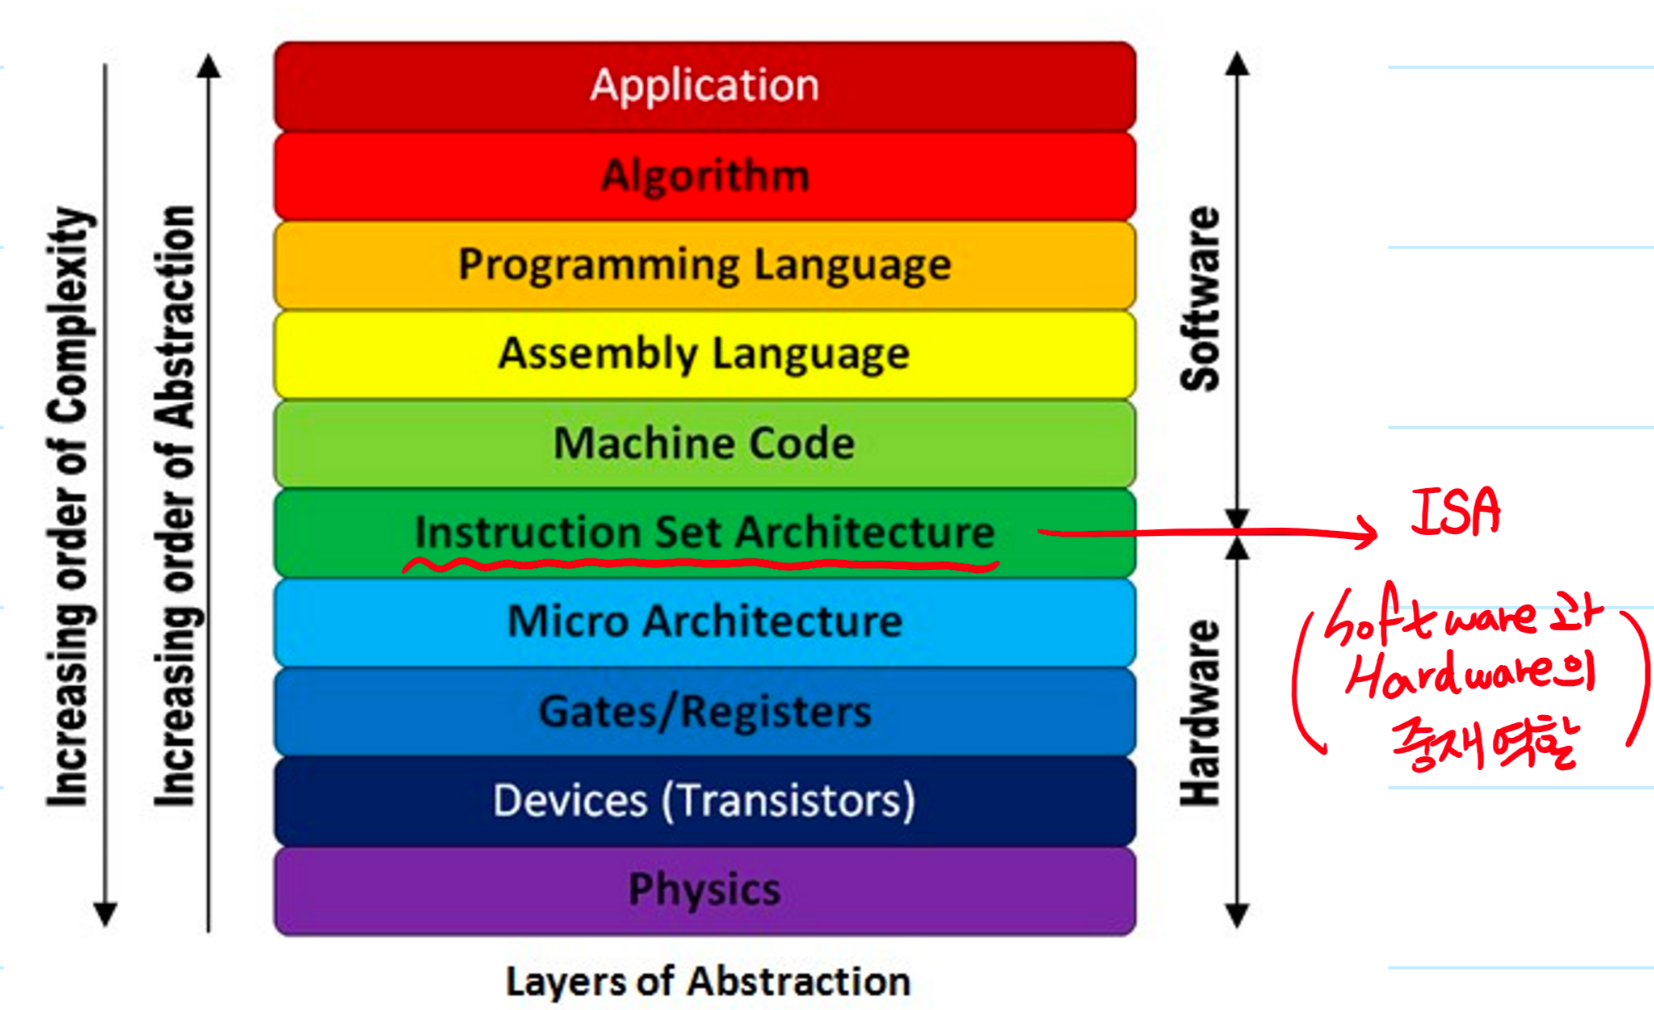 Increasing order of Complexity
Increasing order of Abstraction
Application
Algorithm
Programming Language
Assembly Language
Machine Code
Instruction Set Architecture
Micro Architecture
Gates/Registers
Devices (Transistors)
Physics
Layers of Abstraction
Software
Hardware
ISA
(Software와
Hardware의
중재 역할)